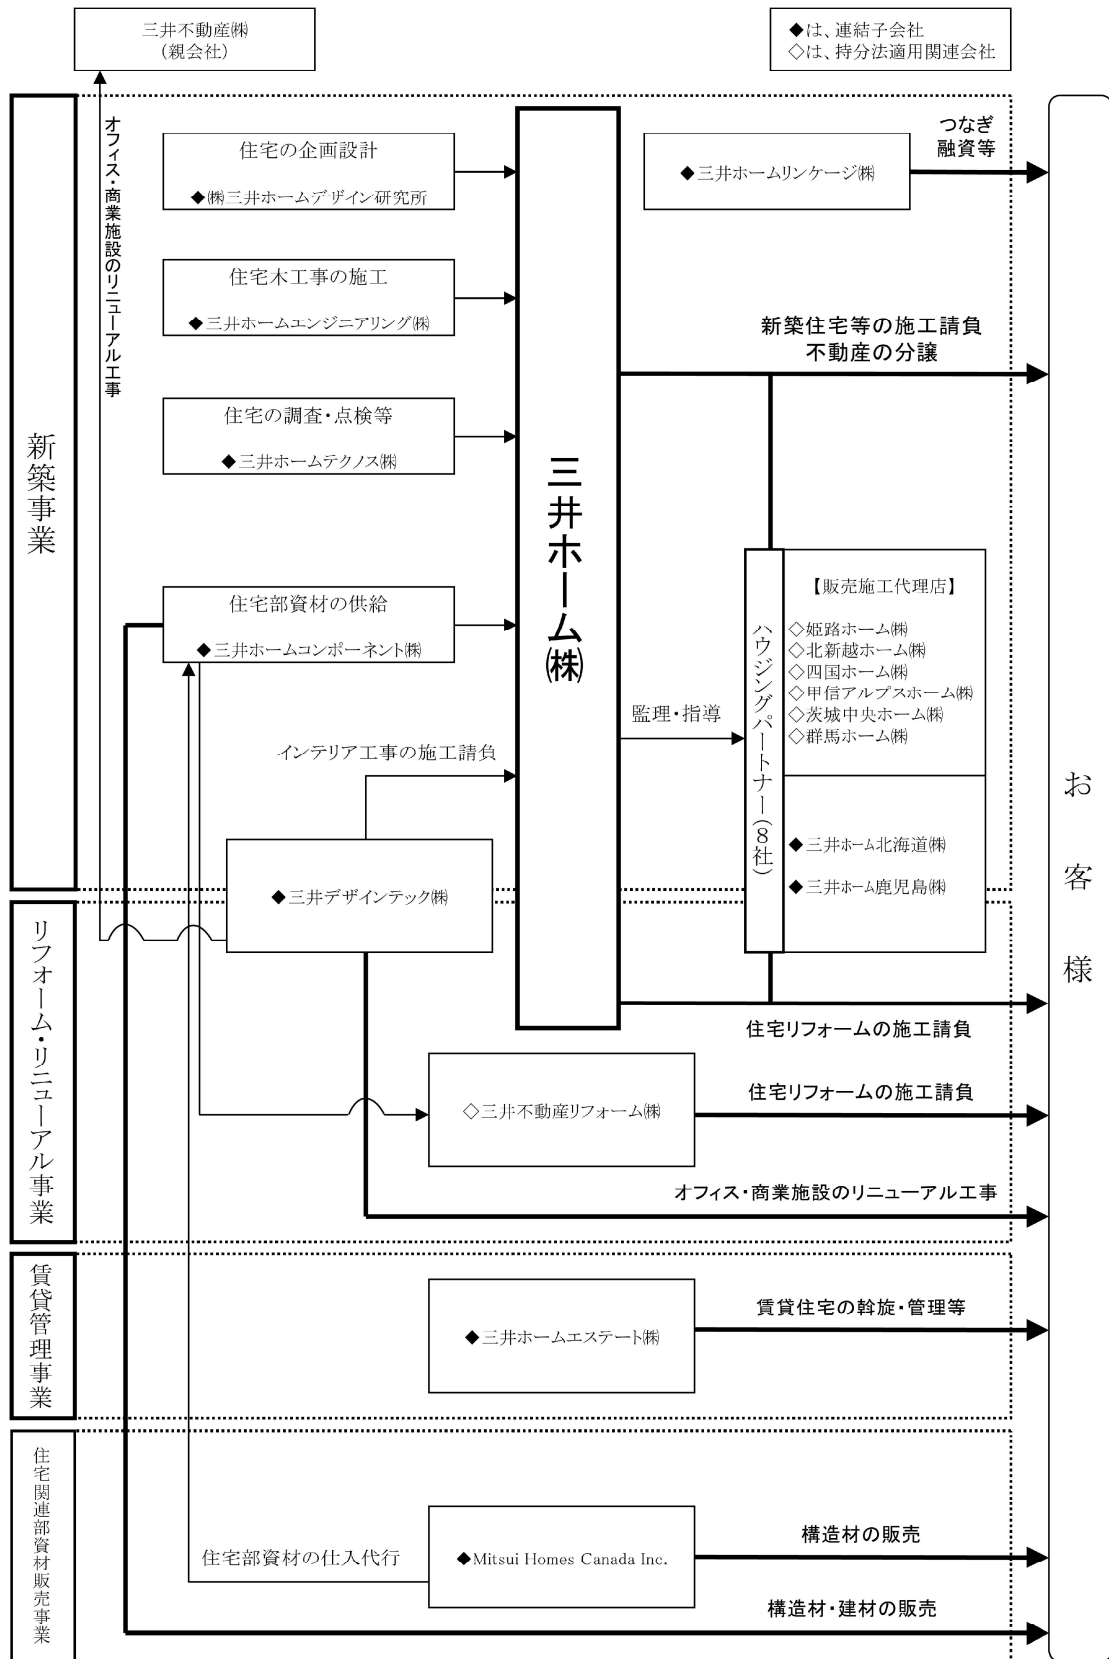 三井不動産㈱
（親会社）
◆は、連結子会社
◇は、持分法適用関連会社
新築事業
オフィス・商業施設のリニューアル工事
住宅の企画設計
◆㈱三井ホームデザイン研究所
住宅木工事の施工
◆三井ホームエンジニアリング㈱
住宅の調査・点検等
◆三井ホームテクノス㈱
住宅部資材の供給
◆三井ホームコンポーネント㈱
インテリア工事の施工請負
◆三井デザインテック㈱
三井ホーム㈱
◆三井ホームリンケージ㈱
つなぎ
融資等
新築住宅等の施工請負
不動産の分譲
監理・指導
ハウジングパートナー（8社）
【販売施工代理店】
◇姫路ホーム㈱
◇北新越ホーム㈱
◇四国ホーム㈱
◇甲信アルプスホーム㈱
◇茨城中央ホーム㈱
◇群馬ホーム㈱
◆三井ホーム北海道㈱
◆三井ホーム鹿児島㈱
お客様
リフォーム・リニューアル事業
住宅リフォームの施工請負
◇三井不動産リフォーム㈱
住宅リフォームの施工請負
オフィス・商業施設のリニューアル工事
賃貸管理事業
◆三井ホームエステート㈱
賃貸住宅の斡旋・管理等
住宅関連部資材販売事業
住宅部資材の仕入代行
◆Mitsui Homes Canada Inc.
構造材の販売
構造材・建材の販売